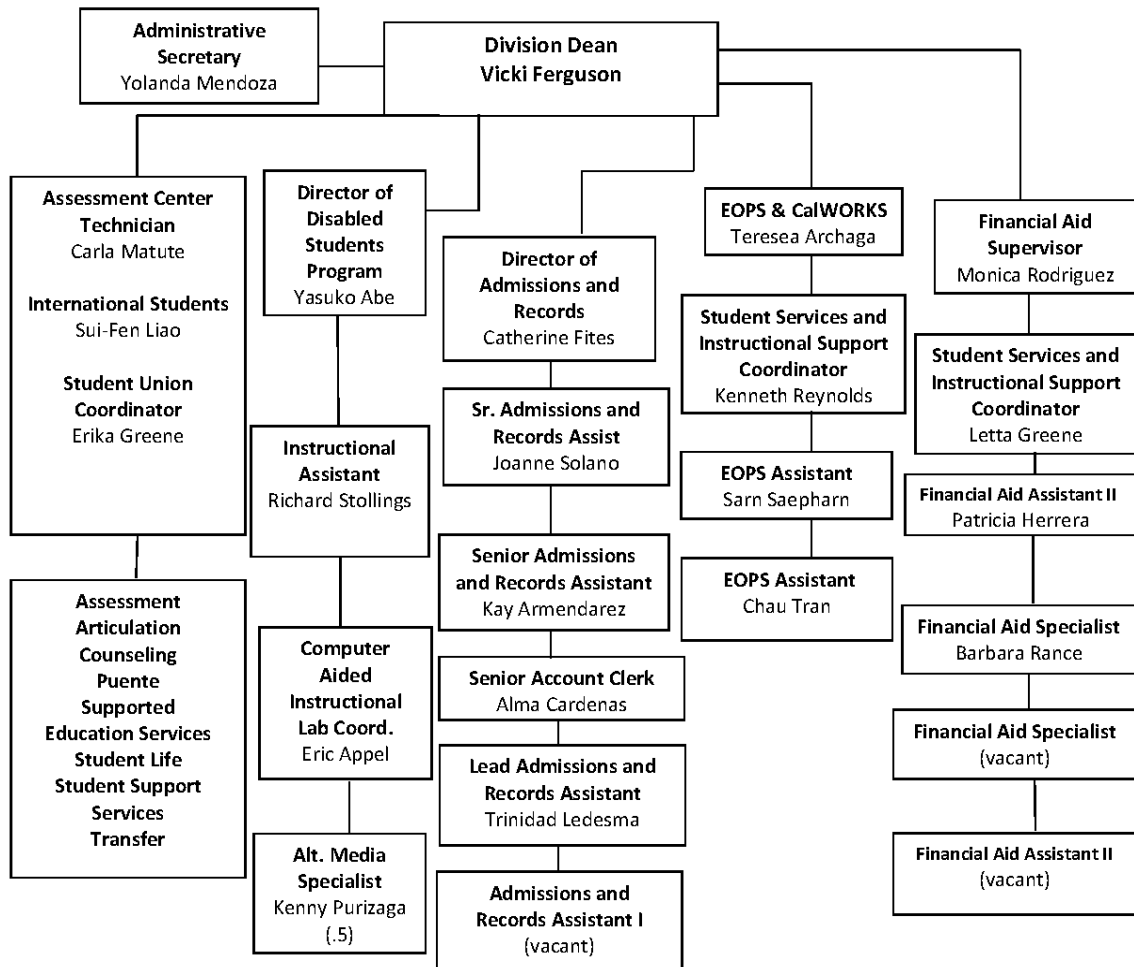 Administrative
Secretary
Yolanda Mendoza
Division Dean
Vicki Ferguson
Assessment Center
Technician
Carla Matute
International Students
Sui-Fen Liao
Student Union
Coordinator
Erika Greene
Assessment
Articulation
Counseling
Puente
Supported
Education Services
Student Life
Student Support
Services
Transfer
Director of
Disabled
Students
Program
Yasuko Abe
Instructional
Assistant
Richard Stollings
Computer
Aided
Instructional
Lab Coord.
Eric Appel
Alt. Media
Specialist
Kenny Purizaga
(.5)
Director of
Admissions and
Records
Catherine Fites
Sr. Admissions and
Records Assist
Joanne Solano
Senior Admissions
and Records Assistant
Kay Armendarez
Senior Account Clerk
Alma Cardenas
Lead Admissions and
Records Assistant
Trinidad Ledesma
Admissions and
Records Assistant I
(vacant)
EOPS & CalWORKS
Teresea Archaga
Student Services and
Instructional Support
Coordinator
Kenneth Reynolds
EOPS Assistant
Sarn Saepharn
EOPS Assistant
Chau Tran
Financial Aid
Supervisor
Monica Rodriguez
Student Services and
Instructional Support
Coordinator
Letta Greene
Financial Aid Assistant II
Patricia Herrera
Financial Aid Specialist
Barbara Rance
Financial Aid Specialist
(vacant)
Financial Aid Assistant II
(vacant)